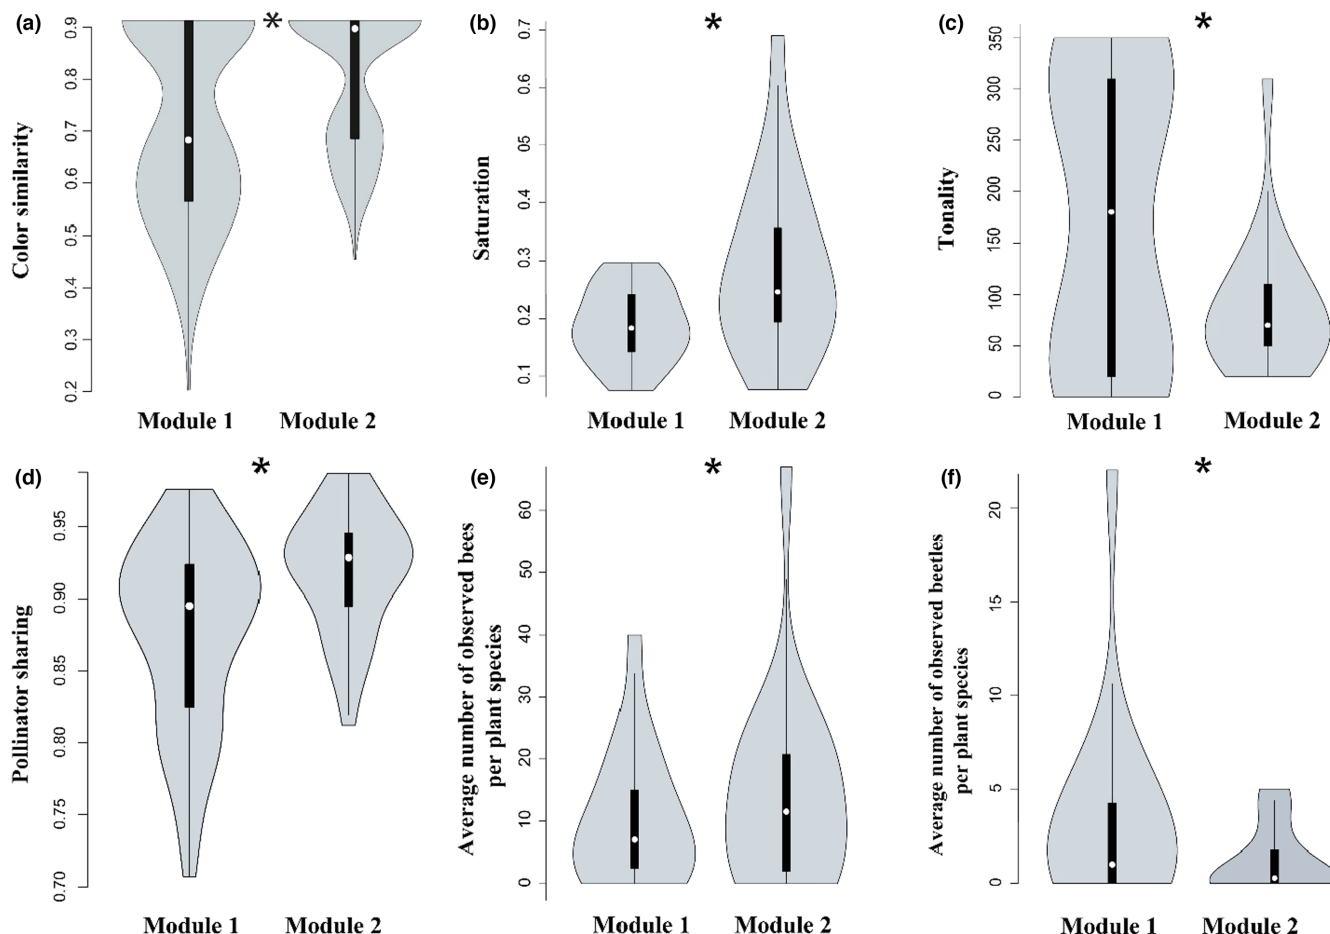 (a)
*
Color similarity
0.9
0.8
0.7
0.6
0.5
0.4
0.3
0.2
Module 1
Module 2
(b)
*
Saturation
0.7
0.6
0.5
0.4
0.3
0.2
0.1
Module 1
Module 2
(c)
*
Tonality
350
300
250
200
150
100
50
0
Module 1
Module 2
(d)
*
Pollinator sharing
0.95
0.90
0.85
0.80
0.75
0.70
Module 1
Module 2
(e)
*
Average number of observed bees
per plant species
60
50
40
30
20
10
0
Module 1
Module 2
(f)
*
Average number of observed beetles
per plant species
20
15
10
5
0
Module 1
Module 2